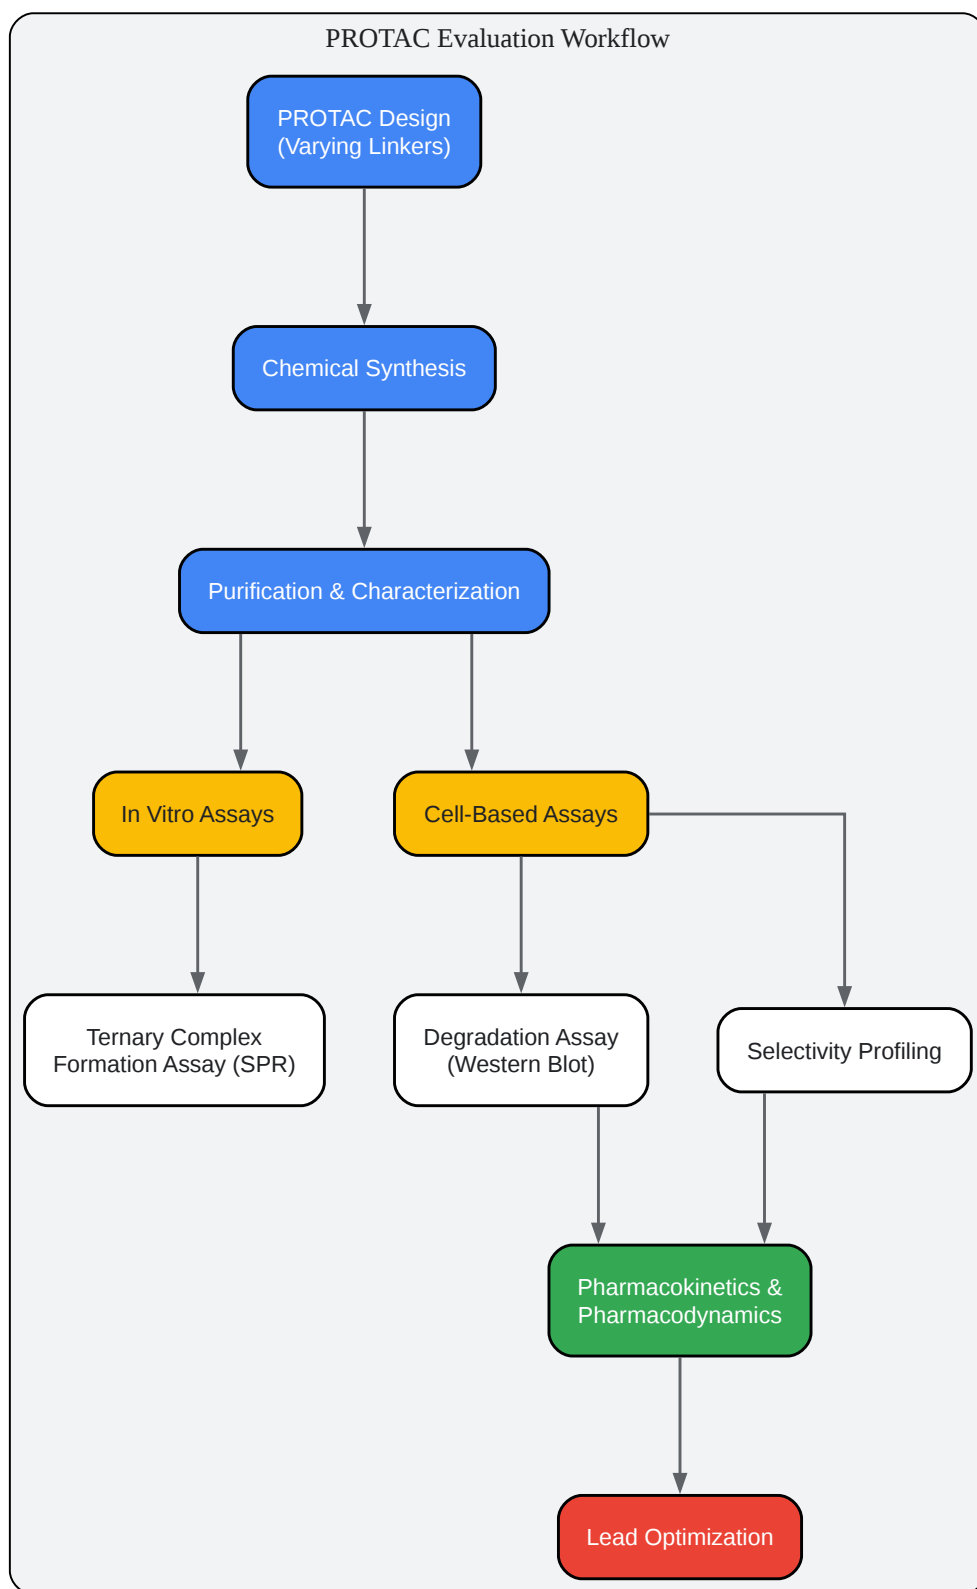 PROTAC Evaluation Workflow
PROTAC Design
(Varying Linkers)
Chemical Synthesis
Purification & Characterization
In Vitro Assays
Cell-Based Assays
Ternary Complex
Formation Assay (SPR)
Degradation Assay
(Western Blot)
Selectivity Profiling
Pharmacokinetics &
Pharmacodynamics
Lead Optimization